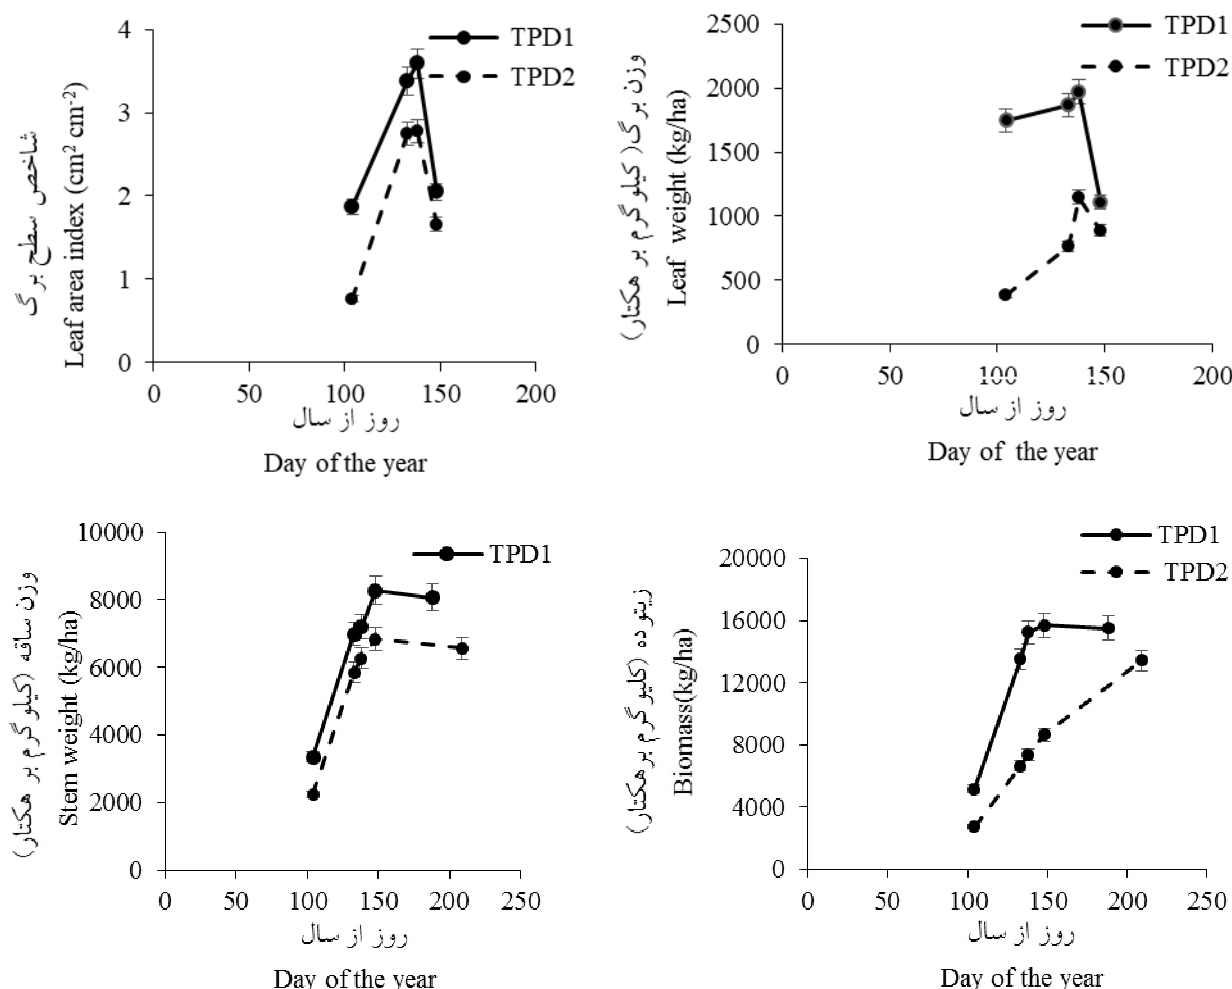 4
3
2
1
0
0
50
100
150
200
TPD1
TPD2
شاخص سطح برگ
Leaf area index (cm² cm⁻²)
روز از سال
Day of the year
2500
2000
1500
1000
500
0
0
50
100
150
200
TPD1
TPD2
وزن برگ( کیلوگرم بر هکتار)
Leaf weight (kg/ha)
روز از سال
Day of the year
10000
8000
6000
4000
2000
0
0
50
100
150
200
250
TPD1
وزن ساقه (کیلوگرم بر هکتار)
Stem weight (kg/ha)
روز از سال
Day of the year
20000
16000
12000
8000
4000
0
0
50
100
150
200
250
TPD1
TPD2
زیتوده (کلیوگرم برهکتار)
Biomass(kg/ha)
روز از سال
Day of the year